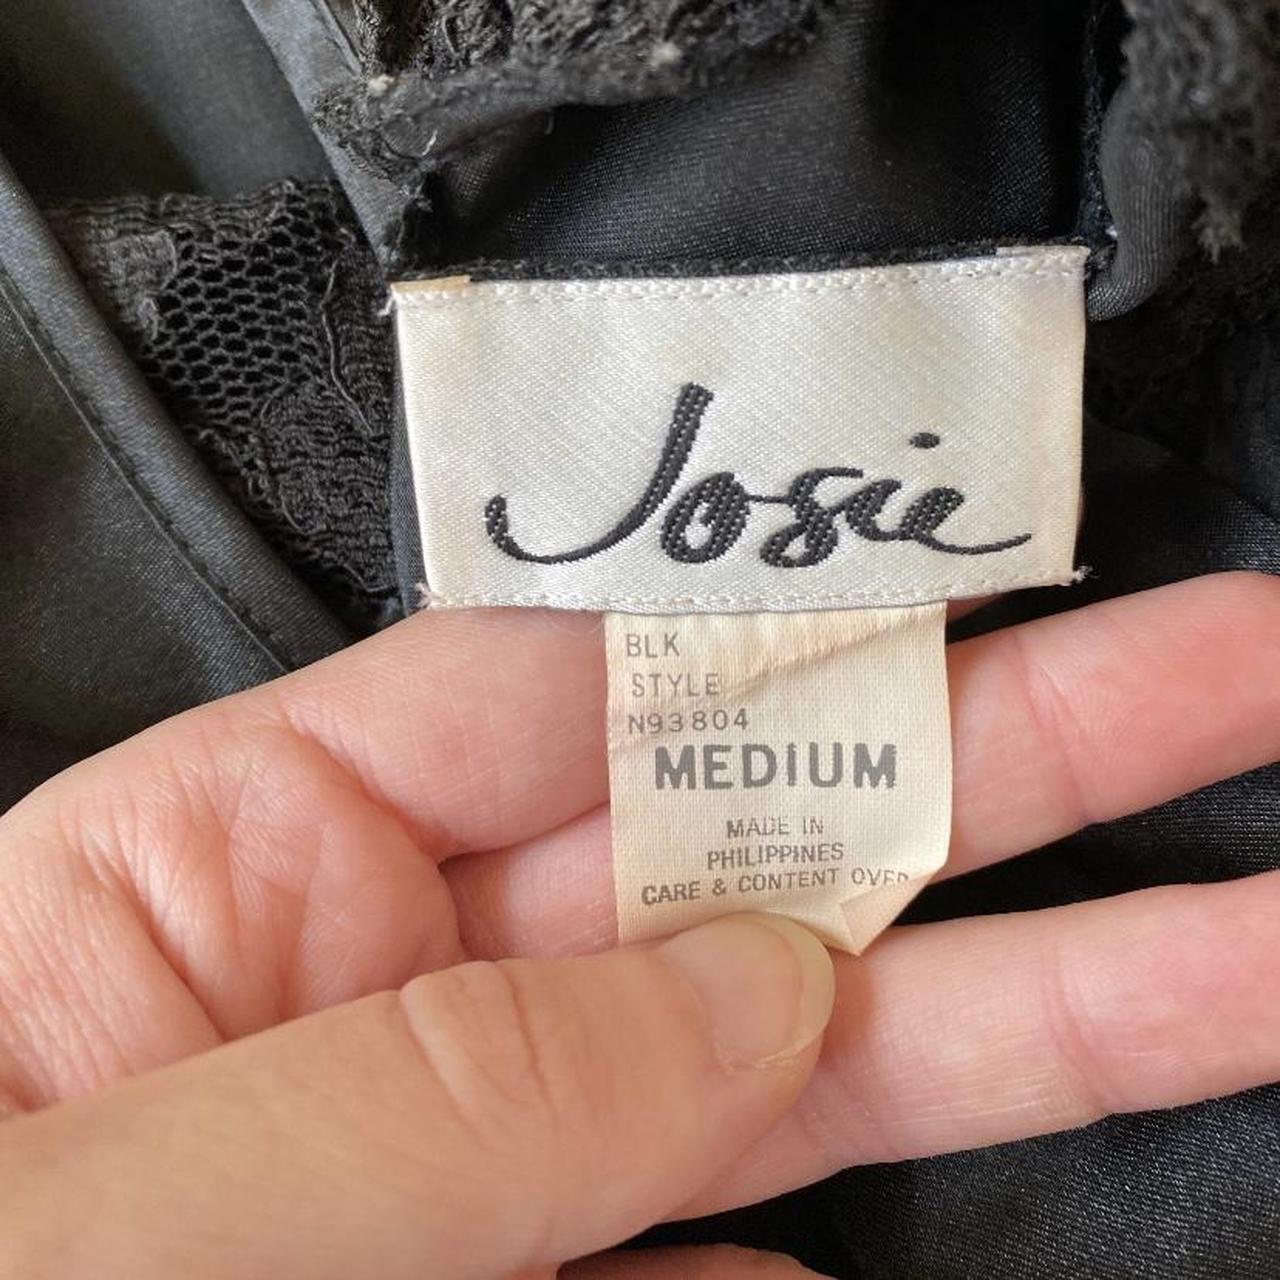 Josie
BLK
STYLE
N93804
MEDIUM
MADE IN
PHILIPPINES
CARE & CONTENT OVER